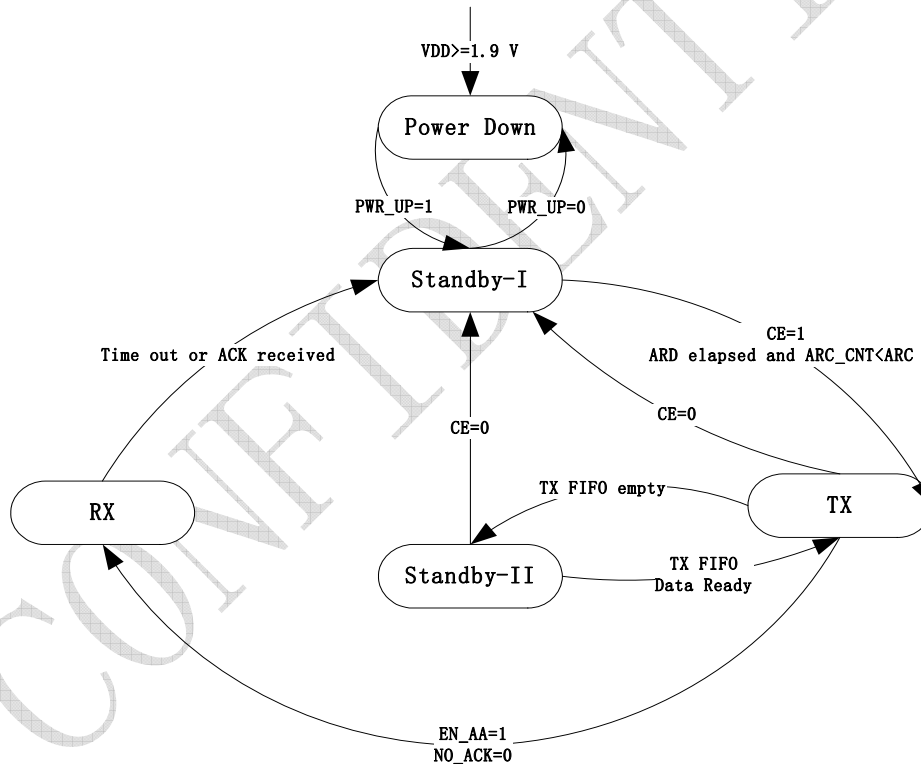 VDD>=1.9 V
Power Down
PWR_UP=1
PWR_UP=0
Standby-I
CE=1
ARD elapsed and ARC_CNT<ARC
Time out or ACK received
CE=0
CE=0
TX FIFO empty
RX
TX
Standby-II
TX FIFO
Data Ready
EN_AA=1
NO_ACK=0
CONFIDENTI